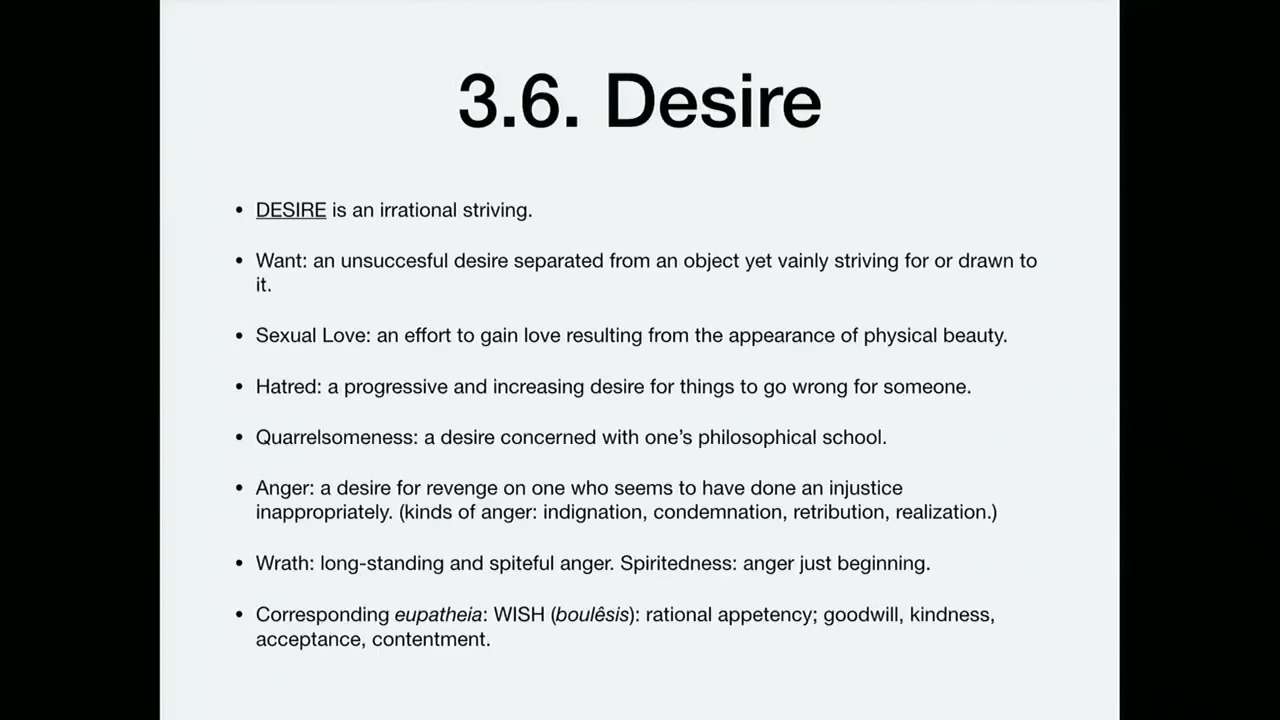 3.6. Desire
• DESIRE is an irrational striving.
• Want: an unsuccesful desire separated from an object yet vainly striving for or drawn to
it.
• Sexual Love: an effort to gain love resulting from the appearance of physical beauty.
• Hatred: a progressive and increasing desire for things to go wrong for someone.
• Quarrelsomeness: a desire concerned with one’s philosophical school.
• Anger: a desire for revenge on one who seems to have done an injustice
inappropriately. (kinds of anger: indignation, condemnation, retribution, realization.)
• Wrath: long-standing and spiteful anger. Spiritedness: anger just beginning.
• Corresponding eupatheia: WISH (boulêsis): rational appetency; goodwill, kindness,
acceptance, contentment.